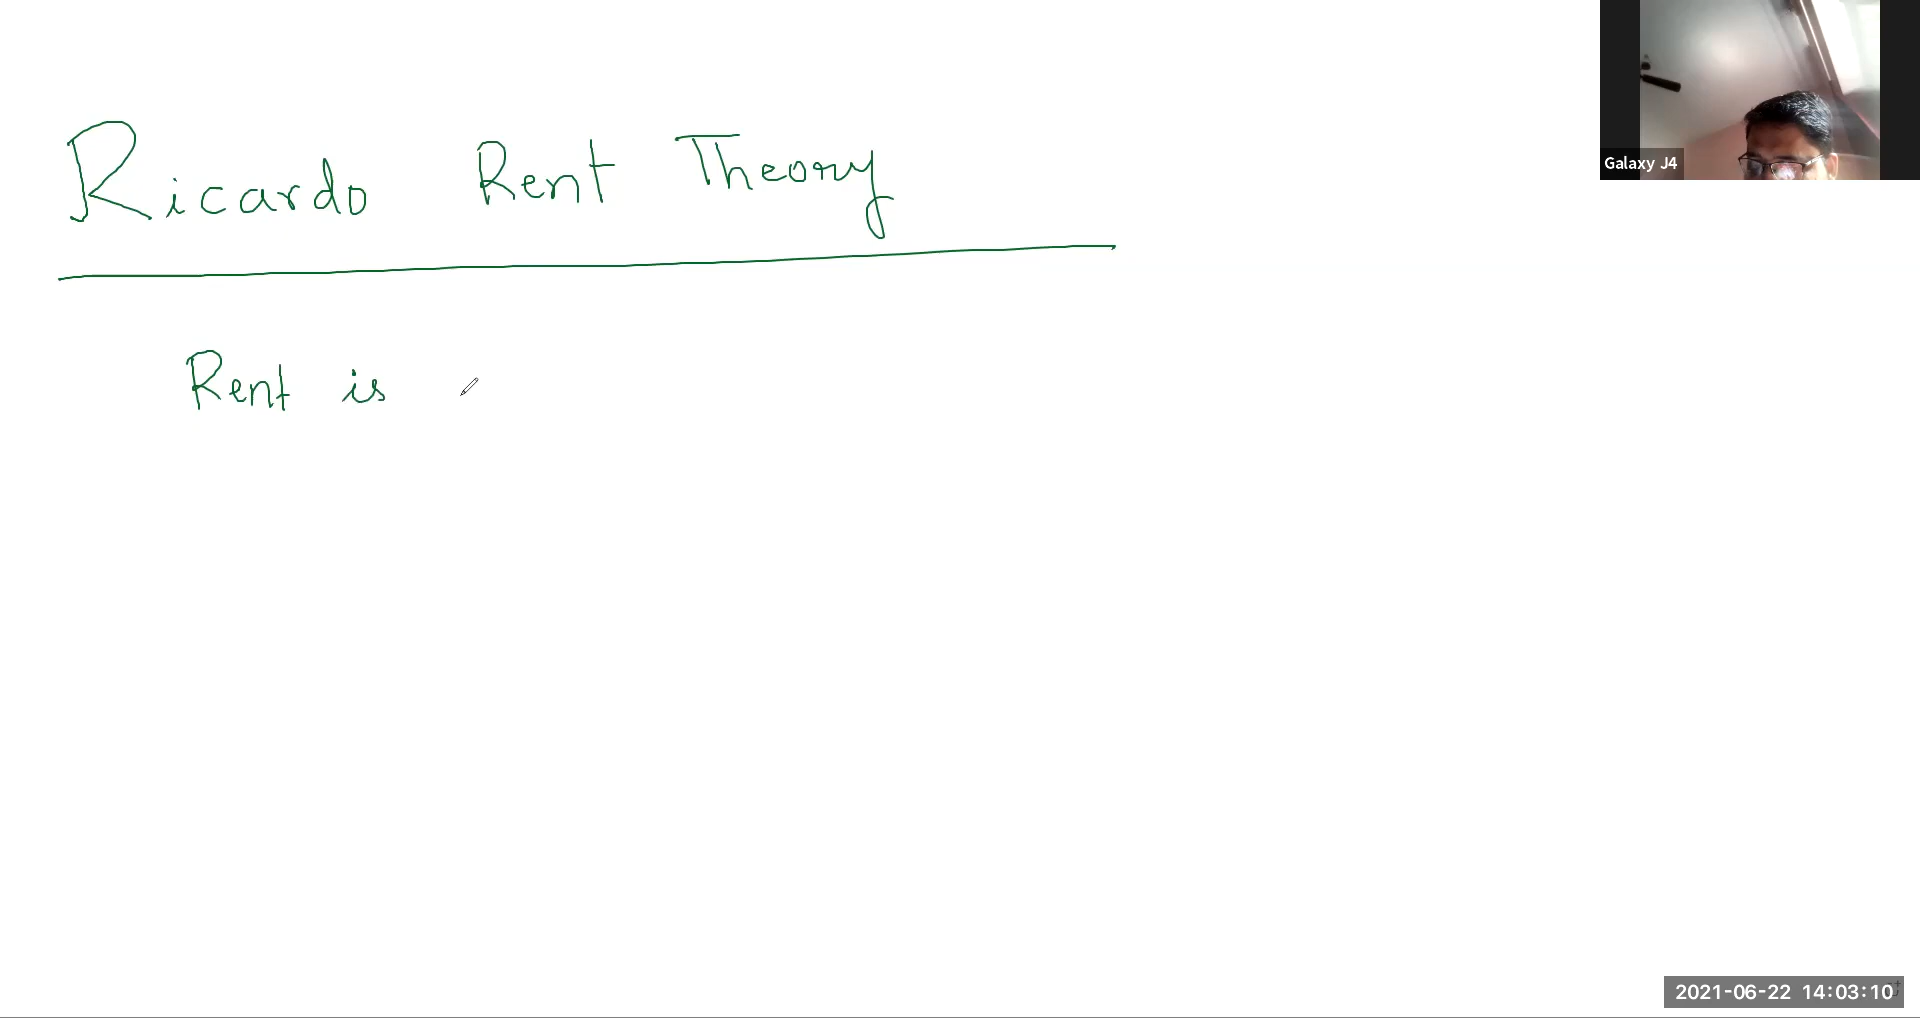 Galaxy J4
Ricardo Rent Theory
Rent is
2021-06-22 14:03:10